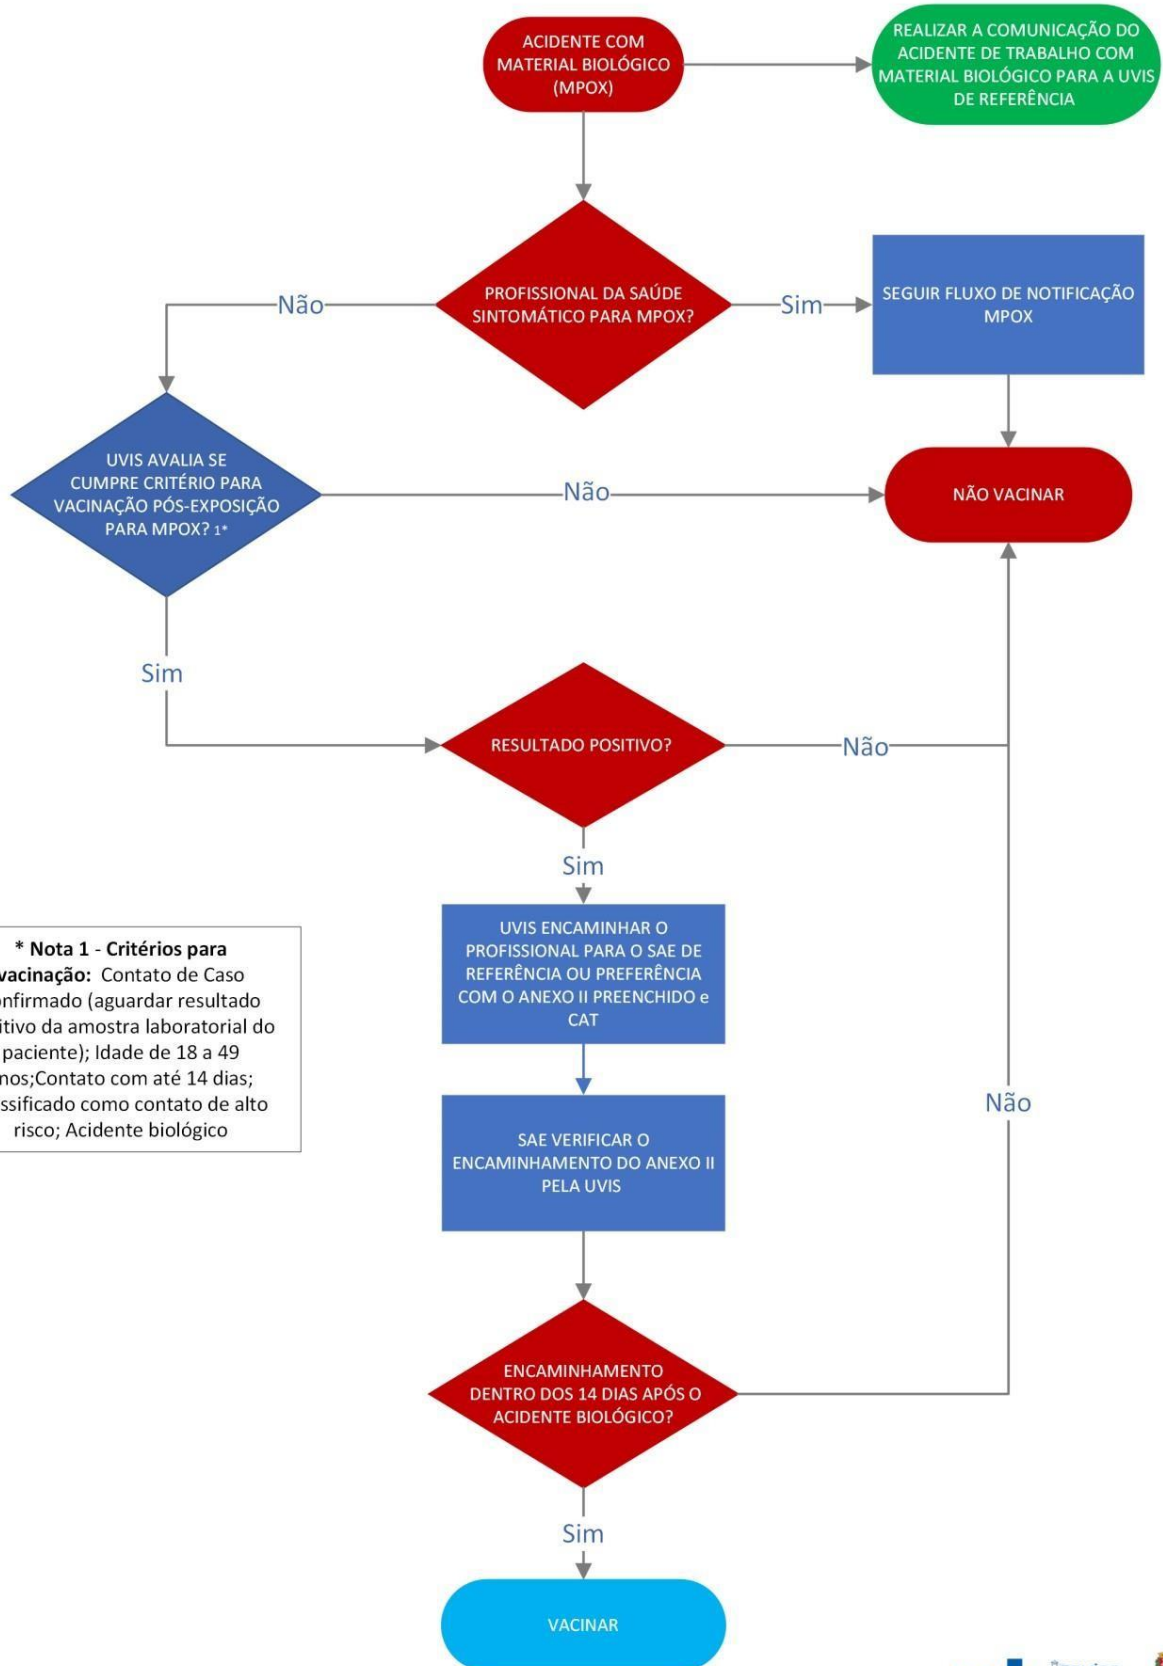 ACIDENTE COM
MATERIAL BIOLÓGICO
(MPOX)
REALIZAR A COMUNICAÇÃO DO
ACIDENTE DE TRABALHO COM
MATERIAL BIOLÓGICO PARA A UVIS
DE REFERÊNCIA
PROFISSIONAL DA SAÚDE
SINTOMÁTICO PARA MPOX?
Não
Sim
SEGUIR FLUXO DE NOTIFICAÇÃO
MPOX
UVIS AVALIA SE
CUMPRE CRITÉRIO PARA
VACINAÇÃO PÓS-EXPOSIÇÃO
PARA MPOX? 1*
Não
NÃO VACINAR
Sim
RESULTADO POSITIVO?
Não
Sim
UVIS ENCAMINHAR O
PROFISSIONAL PARA O SAE DE
REFERÊNCIA OU PREFERÊNCIA
COM O ANEXO II PREENCHIDO e
CAT
* Nota 1 - Critérios para
vacinação: Contato de Caso
onfirmado (aguardar resultado
itivo da amostra laboratorial do
paciente); Idade de 18 a 49
nos;Contato com até 14 dias;
ssificado como contato de alto
risco; Acidente biológico
SAE VERIFICAR O
ENCAMINHAMENTO DO ANEXO II
PELA UVIS
Não
ENCAMINHAMENTO
DENTRO DOS 14 DIAS APÓS O
ACIDENTE BIOLÓGICO?
Sim
VACINAR